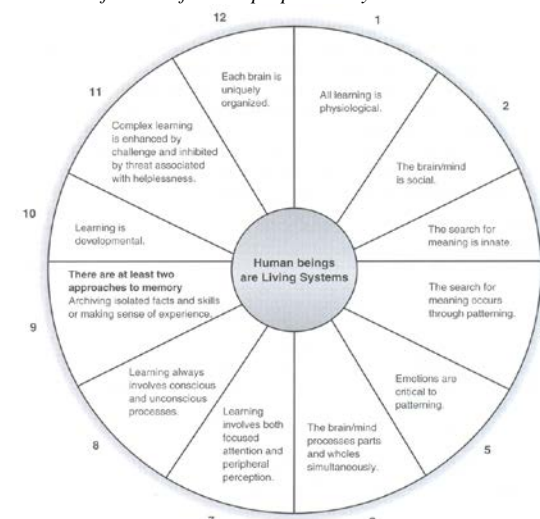 12
1
11
2
10
9
8
5
Each brain is
uniquely
organized.
All learning is
physiological.
Complex learning
is enhanced by
challenge and inhibited
by threat associated
with helplessness.
The brain/mind
is social.
Learning is
developmental.
The search for
meaning is innate.
Human beings
are Living Systems
There are at least two
approaches to memory
Archiving isolated facts and skills
or making sense of experience.
The search for
meaning occurs
through patterning.
Learning always
involves conscious
and unconscious
processes.
Emotions are
critical to
patterning.
Learning
involves both
focused
attention and
peripheral
perception.
The brain/mind
processes parts
and wholes
simultaneously.